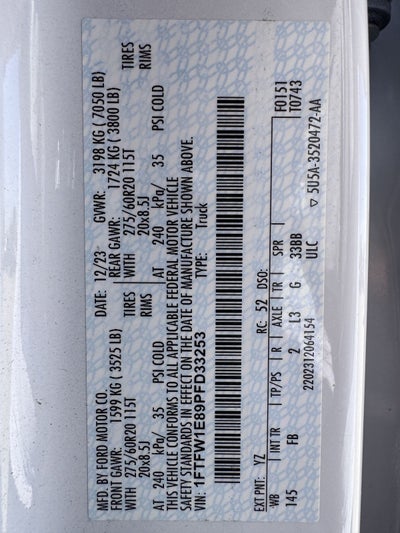 MFD. BY FORD MOTOR CO.
DATE: 12/23 GVWR: 3198 KG ( 7050 LB)
FRONT GAWR: 1599 KG ( 3525 LB)
REAR GAWR: 1724 KG ( 3800 LB)
WITH 275/60R20 115T TIRES
WITH 275/60R20 115T TIRES
20x8.5J RIMS
20x8.5J RIMS
AT 240 kPa/ 35 PSI COLD
AT 240 kPa/ 35 PSI COLD
THIS VEHICLE CONFORMS TO ALL APPLICABLE FEDERAL MOTOR VEHICLE
SAFETY STANDARDS IN EFFECT ON THE DATE OF MANUFACTURE SHOWN ABOVE.
VIN: 1FTFW1E89PFD33253
TYPE: Truck
F0151
T0743
EXT PNT: YZ RC: 52 DSO:
WB INT TR TP/PS R AXLE TR SPR
145 FB 2 L3 G 33BB
ULC
2202312064154
▽ 5U5A-3520472-AA